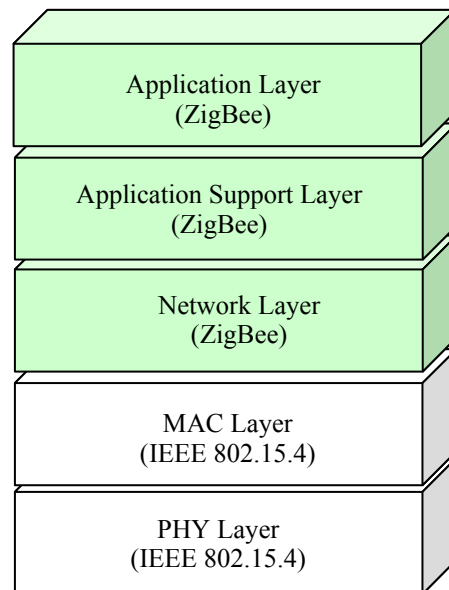 Application Layer
(ZigBee)
Application Support Layer
(ZigBee)
Network Layer
(ZigBee)
MAC Layer
(IEEE 802.15.4)
PHY Layer
(IEEE 802.15.4)